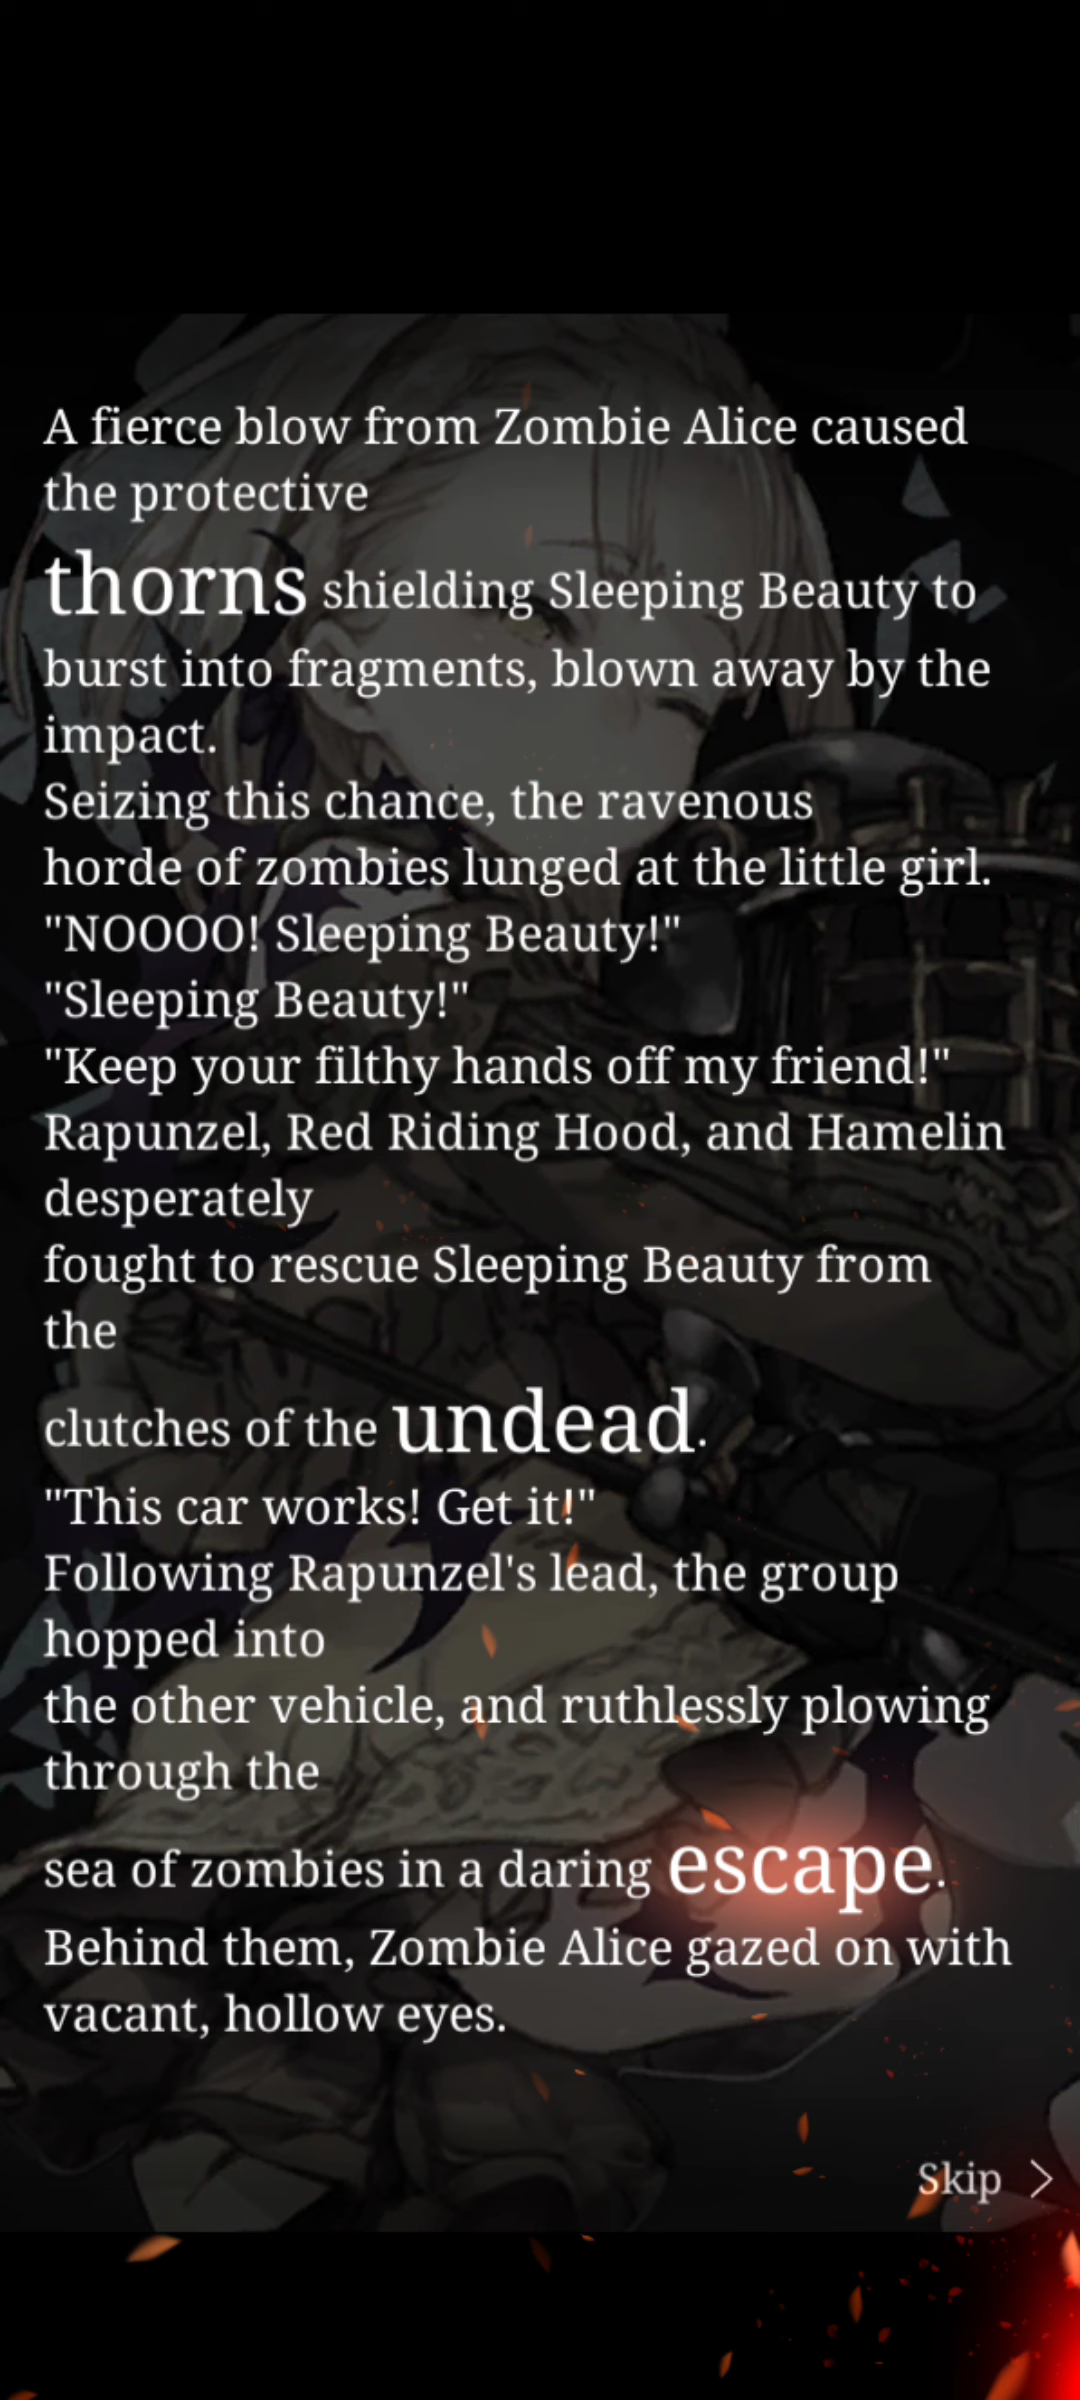 A fierce blow from Zombie Alice caused
the protective
thorns shielding Sleeping Beauty to
burst into fragments, blown away by the
impact.
Seizing this chance, the ravenous
horde of zombies lunged at the little girl.
"NOOOO! Sleeping Beauty!"
"Sleeping Beauty!"
"Keep your filthy hands off my friend!"
Rapunzel, Red Riding Hood, and Hamelin
desperately
fought to rescue Sleeping Beauty from
the
clutches of the undead.
"This car works! Get it!"
Following Rapunzel's lead, the group
hopped into
the other vehicle, and ruthlessly plowing
through the
sea of zombies in a daring escape.
Behind them, Zombie Alice gazed on with
vacant, hollow eyes.
Skip